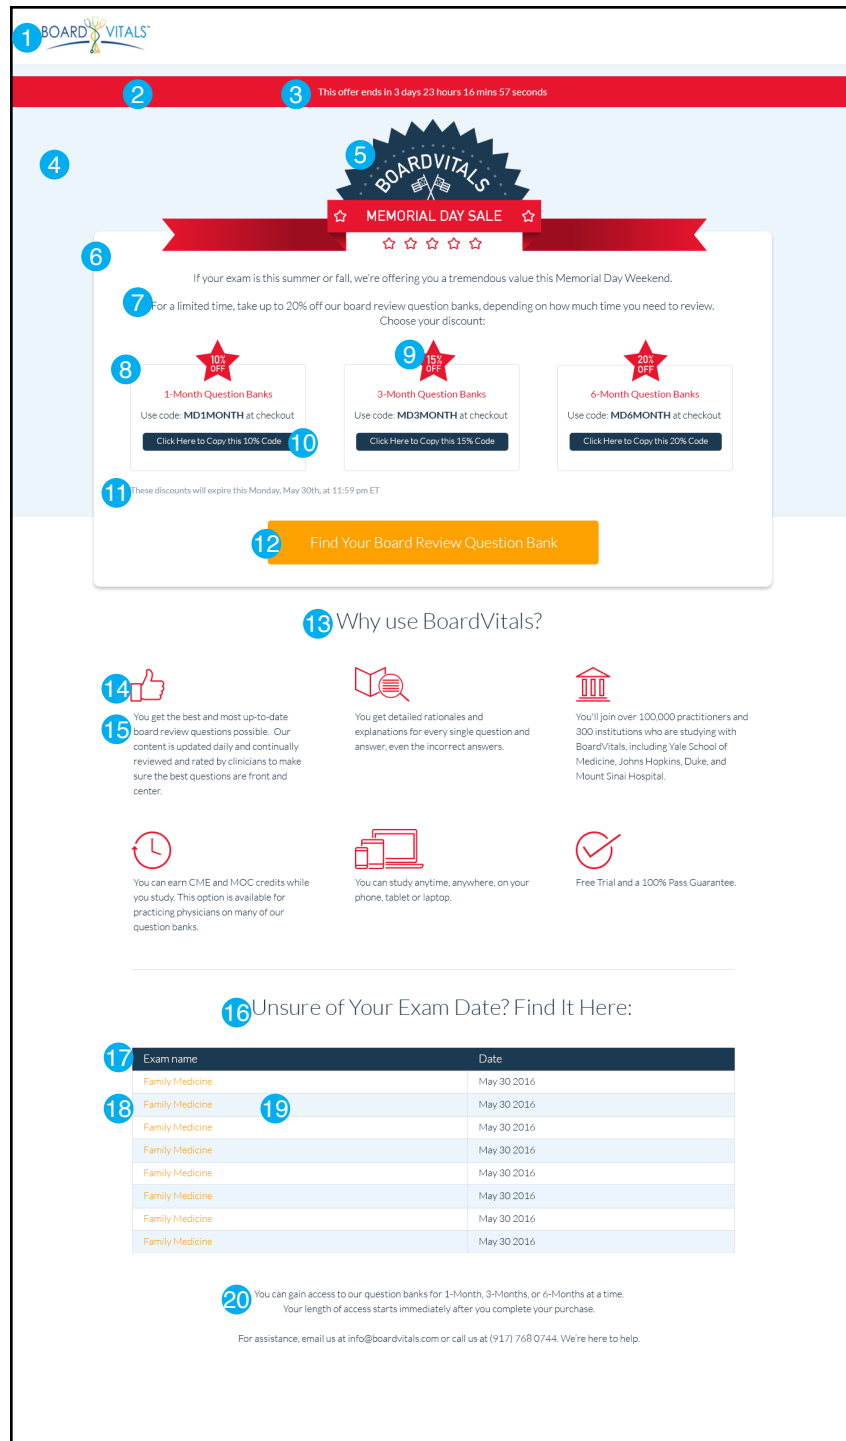 1 BOARD VITALS™
2
3 This offer ends in 3 days 23 hours 16 mins 57 seconds
4
5 BOARDVITALS
MEMORIAL DAY SALE
6
If your exam is this summer or fall, we're offering you a tremendous value this Memorial Day Weekend.
7 For a limited time, take up to 20% off our board review question banks, depending on how much time you need to review.
Choose your discount:
8
10% OFF
1-Month Question Banks
Use code: MD1MONTH at checkout
Click Here to Copy this 10% Code
10
9
15% OFF
3-Month Question Banks
Use code: MD3MONTH at checkout
Click Here to Copy this 15% Code
20% OFF
6-Month Question Banks
Use code: MD6MONTH at checkout
Click Here to Copy this 20% Code
11 These discounts will expire this Monday, May 30th, at 11:59 pm ET
12 Find Your Board Review Question Bank
13 Why use BoardVitals?
14
15
You get the best and most up-to-date
board review questions possible. Our
content is updated daily and continually
reviewed and rated by clinicians to make
sure the best questions are front and
center.
You get detailed rationales and
explanations for every single question and
answer, even the incorrect answers.
You'll join over 100,000 practitioners and
300 institutions who are studying with
BoardVitals, including Yale School of
Medicine, Johns Hopkins, Duke, and
Mount Sinai Hospital.
You can earn CME and MOC credits while
you study. This option is available for
practicing physicians on many of our
question banks.
You can study anytime, anywhere, on your
phone, tablet or laptop.
Free Trial and a 100% Pass Guarantee.
16 Unsure of Your Exam Date? Find It Here:
17 Exam name Date
Family Medicine May 30 2016
18 Family Medicine 19 May 30 2016
Family Medicine May 30 2016
Family Medicine May 30 2016
Family Medicine May 30 2016
Family Medicine May 30 2016
Family Medicine May 30 2016
Family Medicine May 30 2016
20 You can gain access to our question banks for 1-Month, 3-Months, or 6-Months at a time.
Your length of access starts immediately after you complete your purchase.
For assistance, email us at info@boardvitals.com or call us at (917) 768 0744. We're here to help.